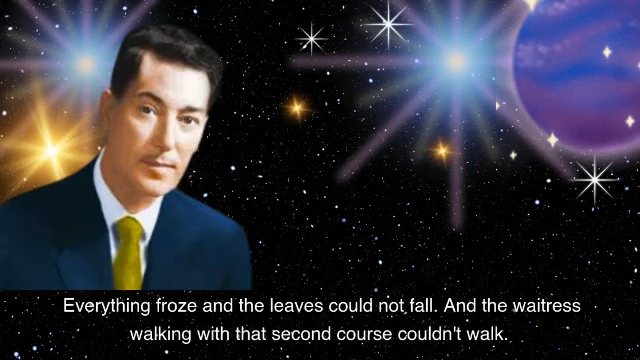 Everything froze and the leaves could not fall. And the waitress
walking with that second course couldn't walk.